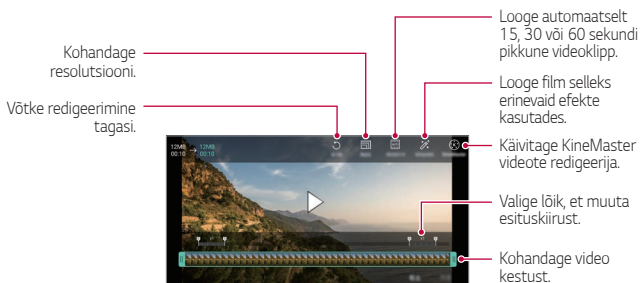 Kohandage
resolutsiooni.
Võtke redigeerimine
tagasi.
Looge automaatselt
15, 30 või 60 sekundi
pikkune videoklipp.
Looge film selleks
erinevaid efekte
kasutades.
Käivitage KineMaster
videote redigeerija.
Valige lõik, et muuta
esituskiirust.
Kohandage video
kestust.
12MB → 12MB
00:10 00:10